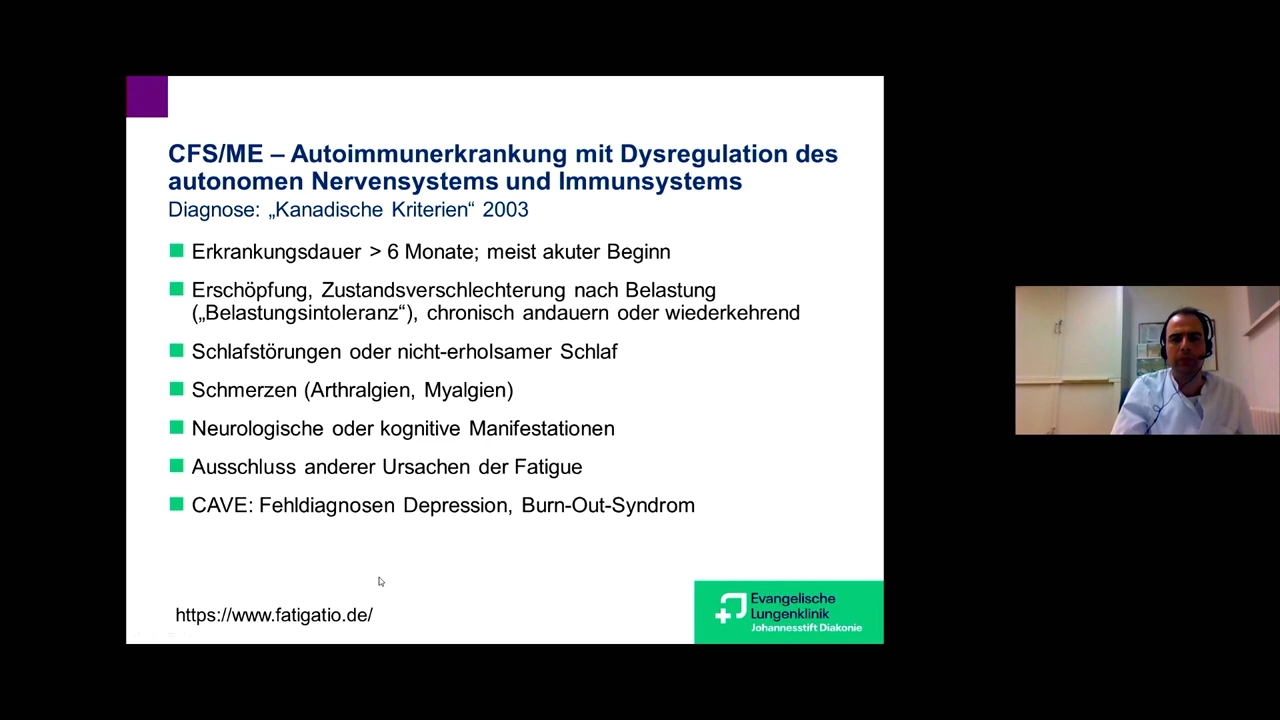 CFS/ME – Autoimmunerkrankung mit Dysregulation des
autonomen Nervensystems und Immunsystems
Diagnose: „Kanadische Kriterien“ 2003
Erkrankungsdauer > 6 Monate; meist akuter Beginn
Erschöpfung, Zustandsverschlechterung nach Belastung
(„Belastungsintoleranz“), chronisch andauern oder wiederkehrend
Schlafstörungen oder nicht-erholsamer Schlaf
Schmerzen (Arthralgien, Myalgien)
Neurologische oder kognitive Manifestationen
Ausschluss anderer Ursachen der Fatigue
CAVE: Fehldiagnosen Depression, Burn-Out-Syndrom
https://www.fatigatio.de/
Evangelische
Lungenklinik
Johannesstift Diakonie